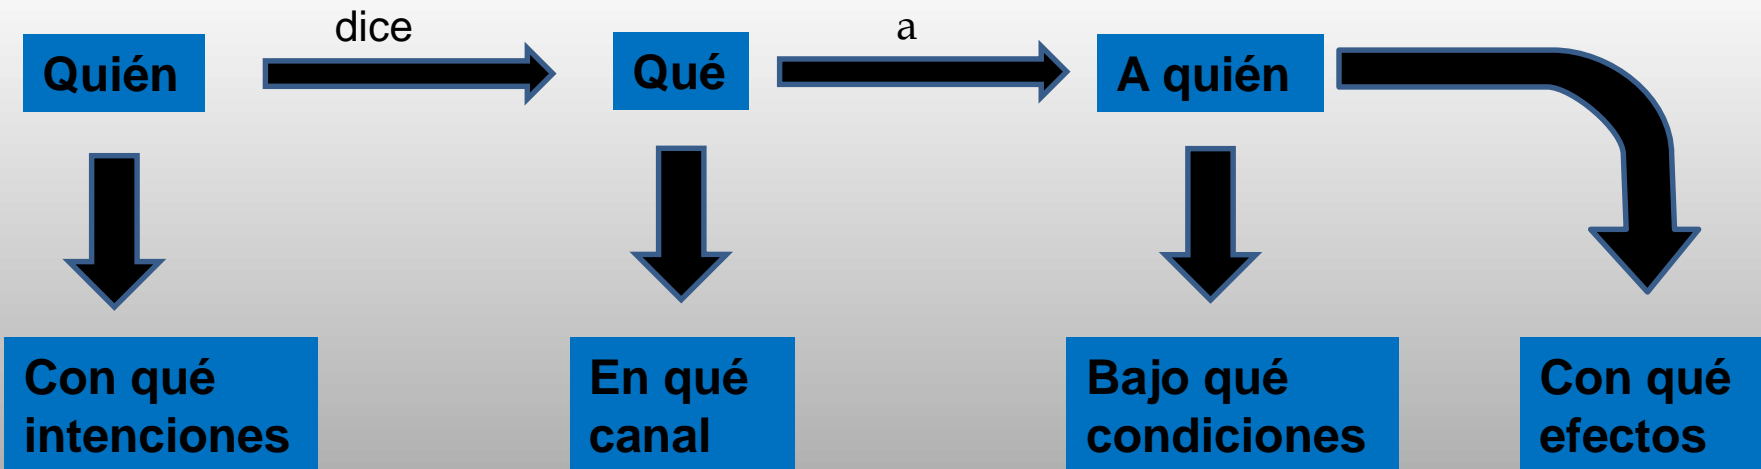 dice
a
Quién
Qué
A quién
Con qué
intenciones
En qué
canal
Bajo qué
condiciones
Con qué
efectos